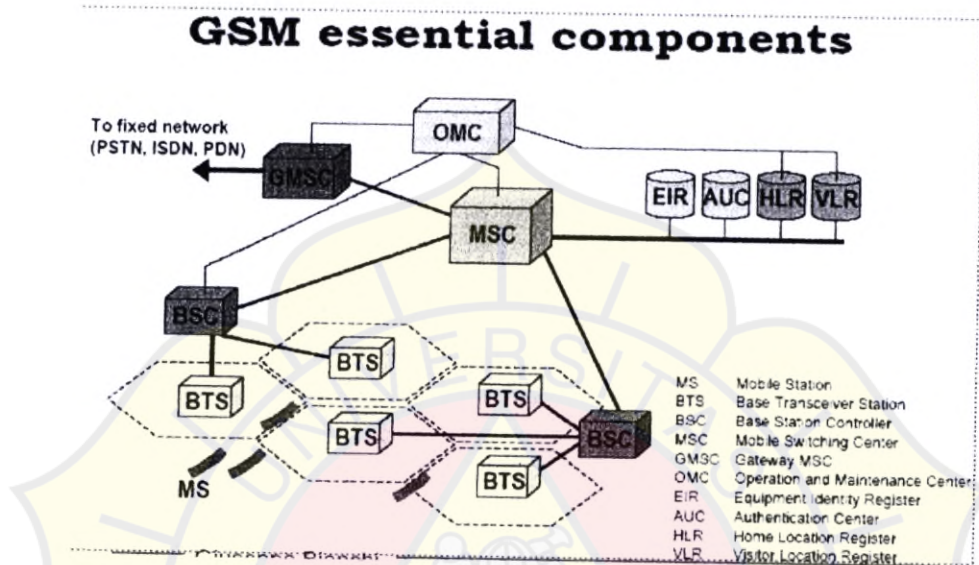 GSM essential components
To fixed network
(PSTN, ISDN, PDN)
OMC
GMSC
EIR
AUC
HLR
VLR
MSC
BSC
BTS
BTS
BTS
BTS
BSC
BTS
MS
MS Mobile Station
BTS Base Transceiver Station
BSC Base Station Controller
MSC Mobile Switching Center
GMSC Gateway MSC
OMC Operation and Maintenance Center
EIR Equipment Identity Register
AUC Authentication Center
HLR Home Location Register
VLR Visitor Location Register
UNIVERSITA